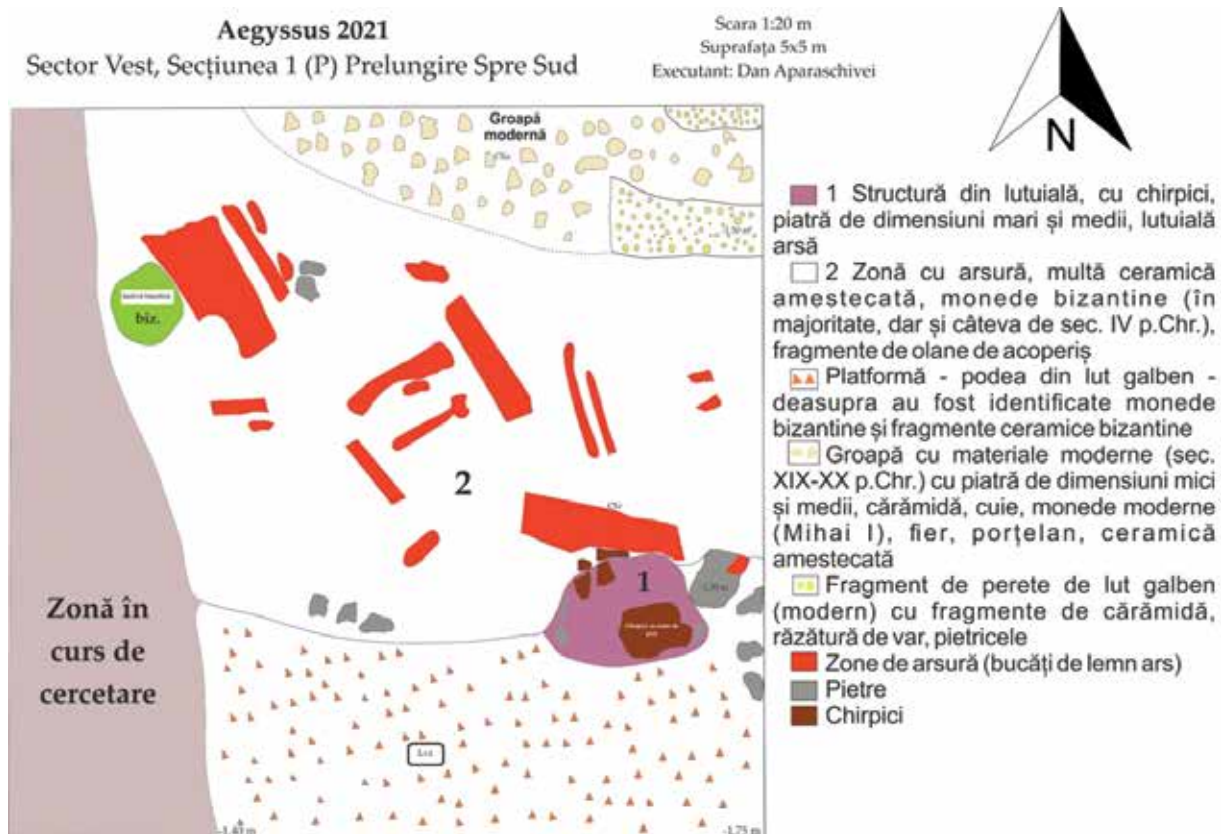 Aegyssus 2021
Sector Vest, Secțiunea 1 (P) Prelungire Spre Sud
Scara 1:20 m
Suprafața 5x5 m
Executant: Dan Aparaschivei
N
Groapă
modernă
biz.
2
1
Zonă în
curs de
cercetare
Lut
-1.75 m
1 Structură din lutuială, cu chirpici,
piatră de dimensiuni mari și medii, lutuială
arsă
2 Zonă cu arsură, multă ceramică
amestecată, monede bizantine (în
majoritate, dar și câteva de sec. IV p.Chr.),
fragmente de olane de acoperiș
Platformă - podea din lut galben -
deasupra au fost identificate monede
bizantine și fragmente ceramice bizantine
Groapă cu materiale moderne (sec.
XIX-XX p.Chr.) cu piatră de dimensiuni mici
și medii, cărămidă, cuie, monede moderne
(Mihai I), fier, porțelan, ceramică
amestecată
Fragment de perete de lut galben
(modern) cu fragmente de cărămidă,
răzătură de var, pietricele
Zone de arsură (bucăți de lemn ars)
Pietre
Chirpici